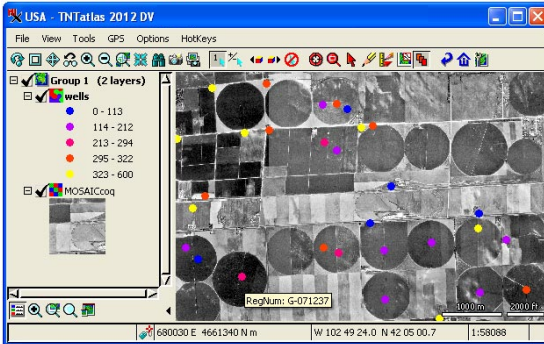 USA - TNTatlas 2012 DV
File View Tools GPS Options HotKeys
Group 1 (2 layers)
wells
0 - 113
114 - 212
213 - 294
295 - 322
323 - 600
MOSAICcoq
RegNum: G-071237
1000 m 2000 ft
680030 E 4661340 N m W 102 49 24.0 N 42 05 00.7 1:58088